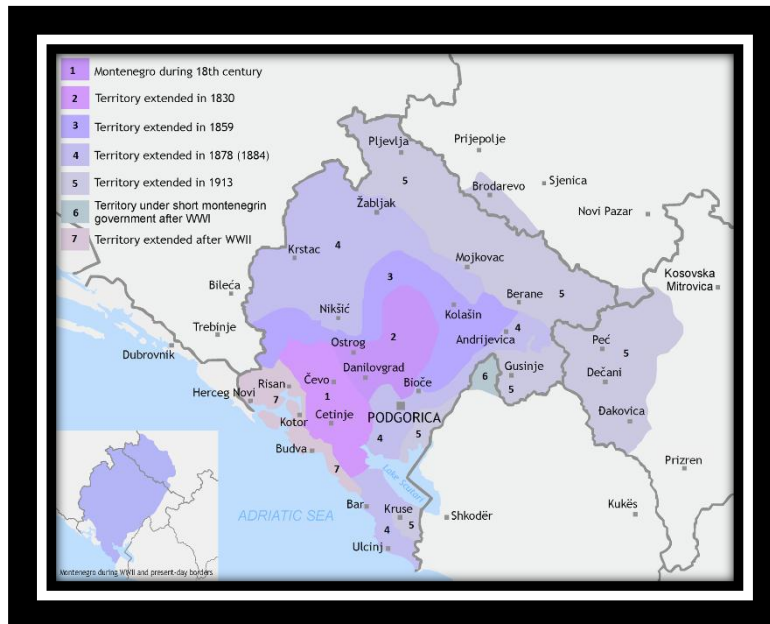 1 Montenegro during 18th century
2 Territory extended in 1830
3 Territory extended in 1859
4 Territory extended in 1878 (1884)
5 Territory extended in 1913
6 Territory under short montenegrin
government after WWI
7 Territory extended after WWII
Pljevlja
Prijepolje
5
Brodarevo
Sjenica
Žabljak
Novi Pazar
Krstac
4
Mojkovac
3
Kosovska
Mitrovica
Bileća
Berane
5
Nikšić
Kolašin
4
Trebinje
2
Andrijevica
Ostrog
Peć
5
Dubrovnik
Danilovgrad
Gusinje
Dečani
6
5
Čevo
Bioče
Risan
7
1
Herceg Novi
Cetinje
PODGORICA
Đakovica
Kotor
4
5
Budva
7
Lake Scutari
Prizren
Bar
Kruse
ADRIATIC SEA
Shkodër
Kukës
4
5
Ulcinj
Montenegro during WWII and present-day borders